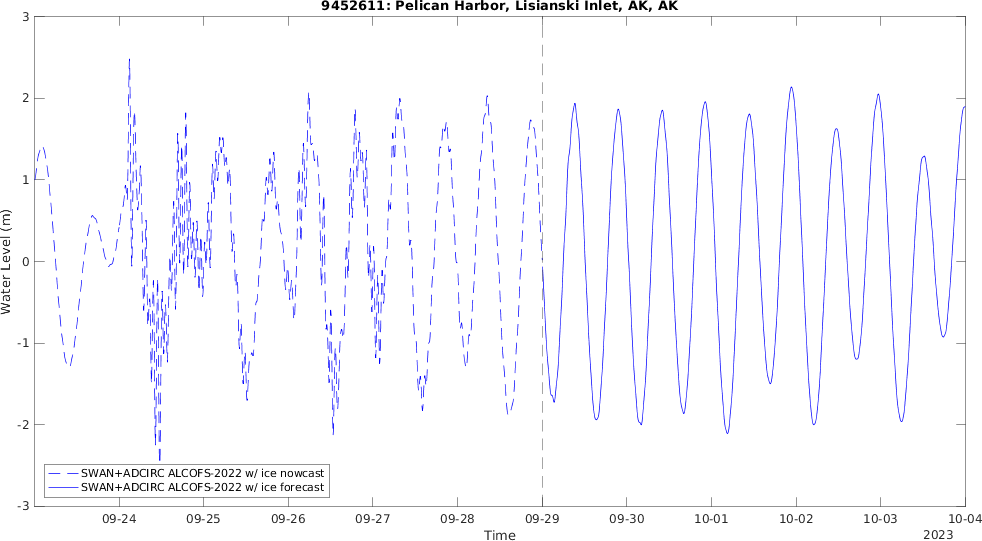 9452611: Pelican Harbor, Lisianski Inlet, AK, AK
3
2
1
0
-1
-2
-3
Water Level (m)
SWAN+ADCIRC ALCOFS-2022 w/ ice nowcast
SWAN+ADCIRC ALCOFS-2022 w/ ice forecast
09-24 09-25 09-26 09-27 09-28 09-29 09-30 10-01 10-02 10-03 10-04
Time
2023